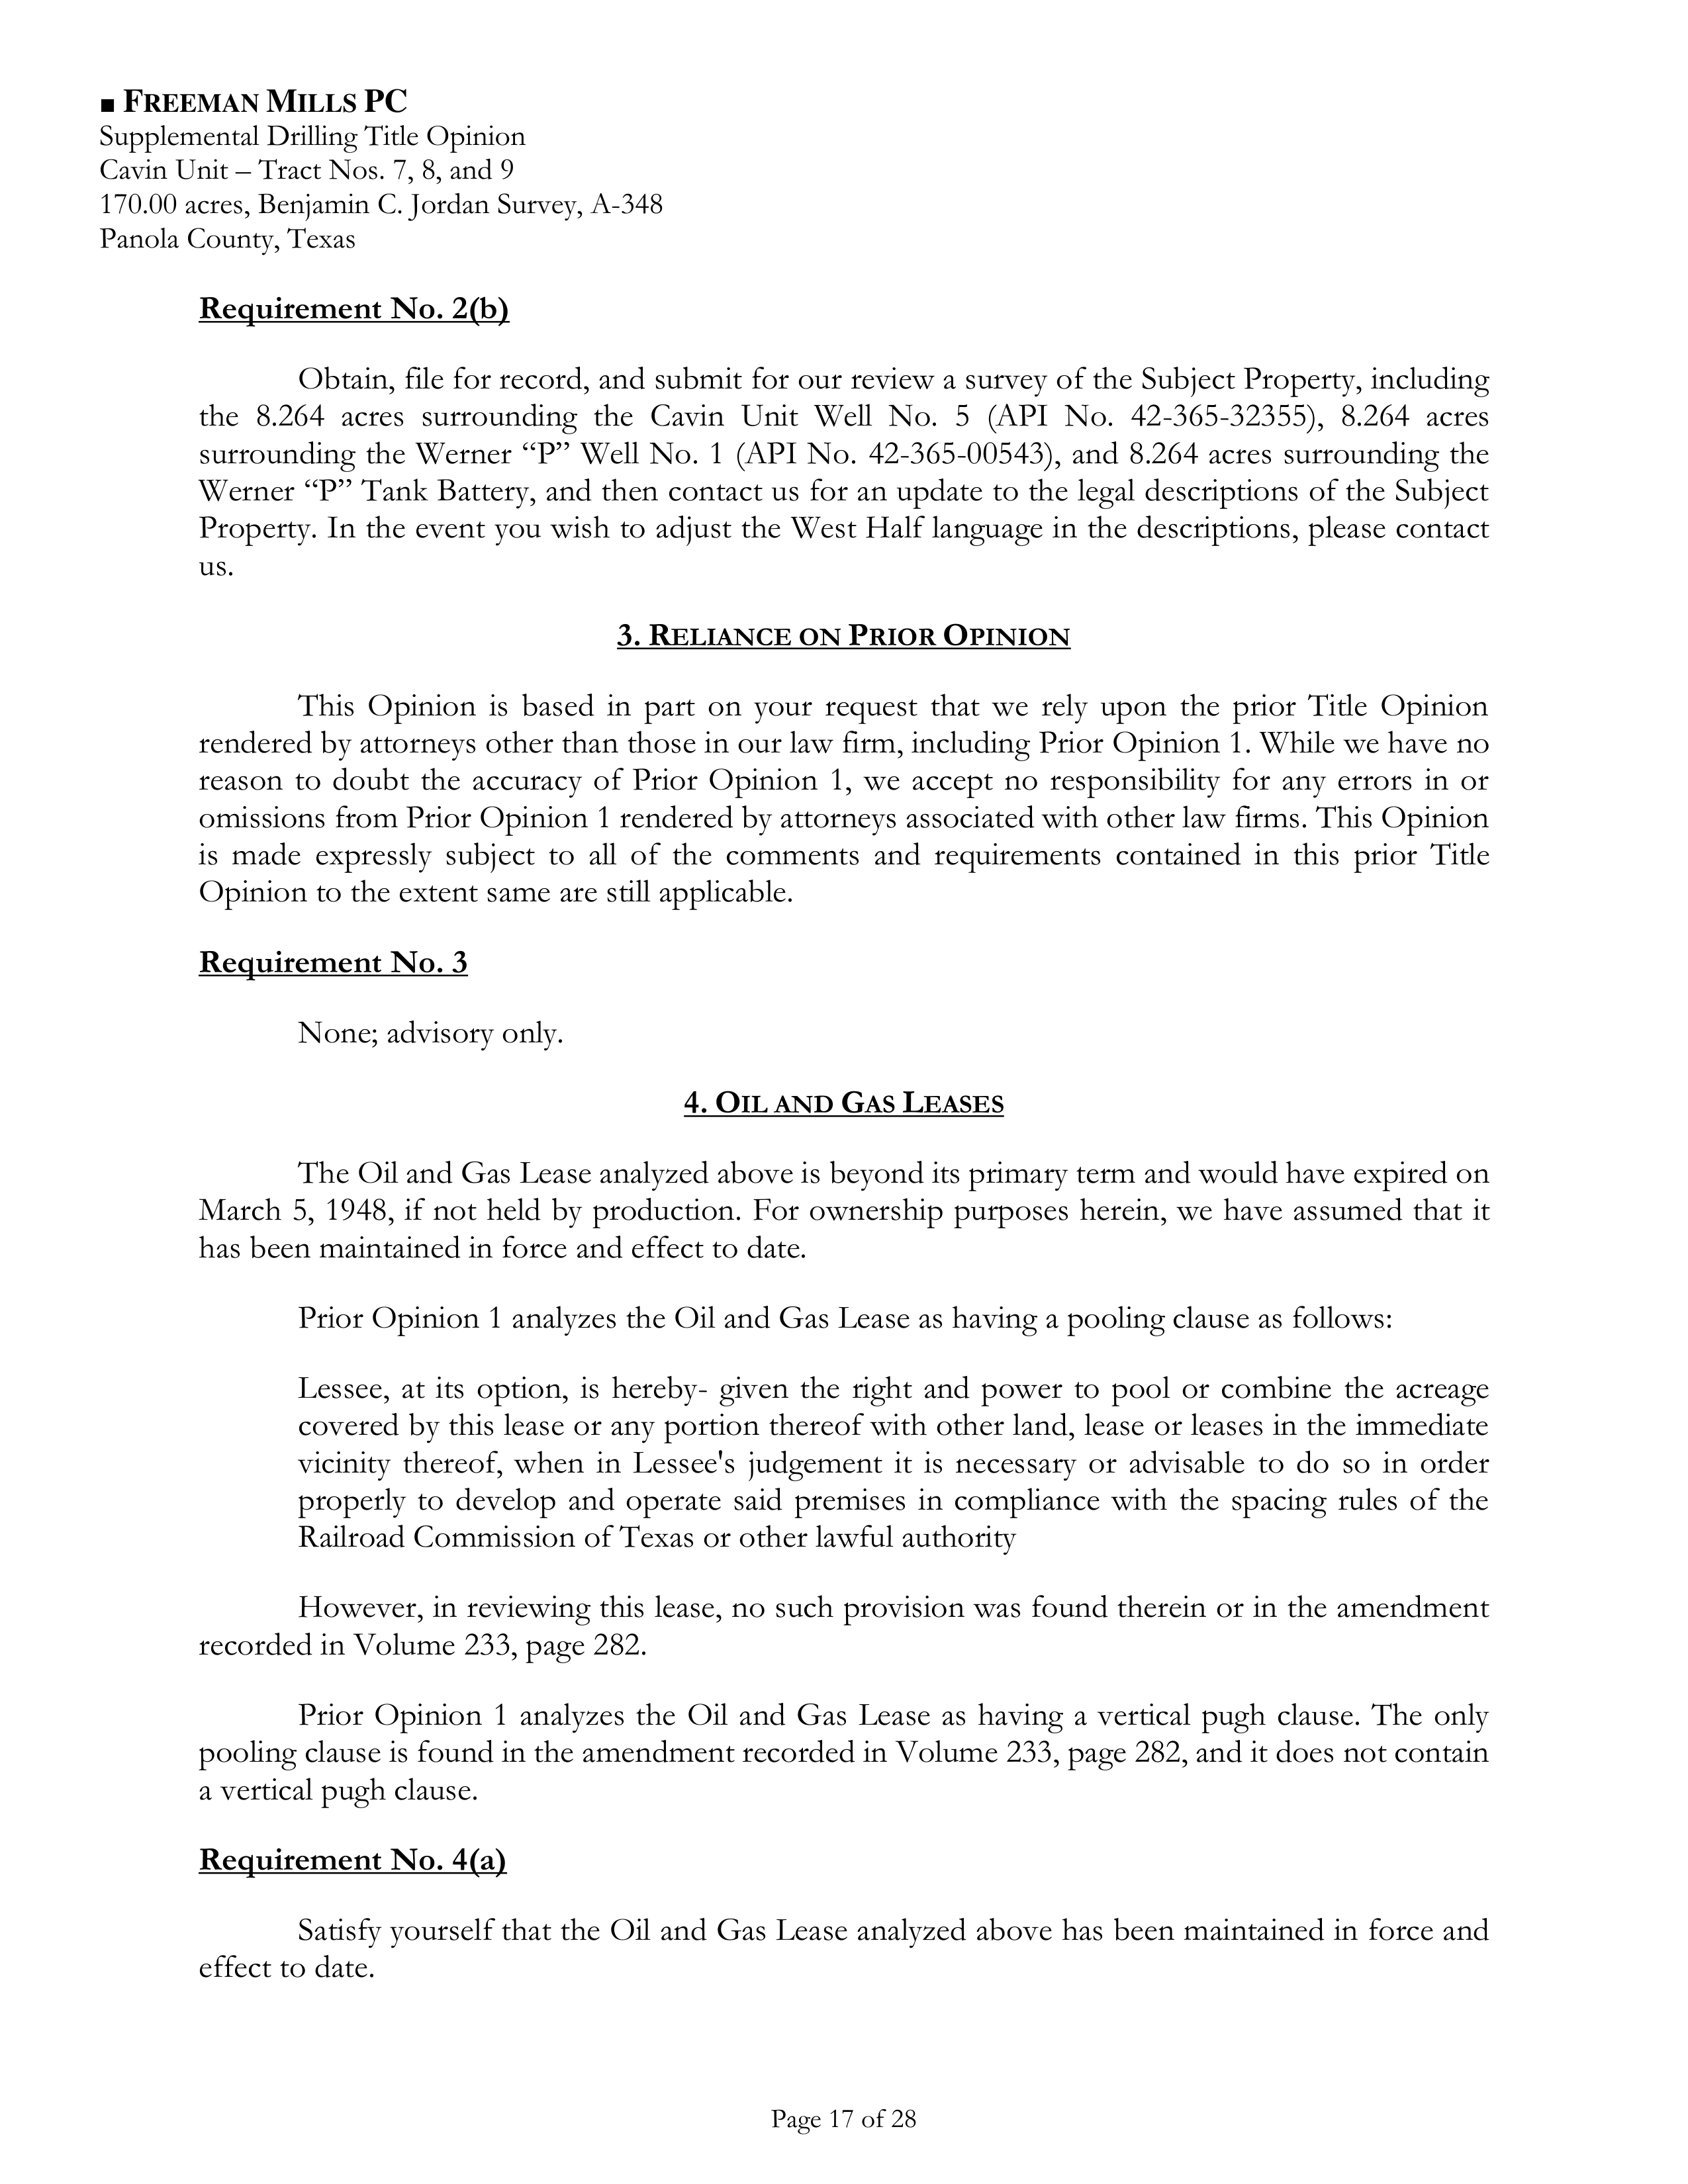 ■ FREEMAN MILLS PC
Supplemental Drilling Title Opinion
Cavin Unit – Tract Nos. 7, 8, and 9
170.00 acres, Benjamin C. Jordan Survey, A-348
Panola County, Texas
Requirement No. 2(b)
Obtain, file for record, and submit for our review a survey of the Subject Property, including
the 8.264 acres surrounding the Cavin Unit Well No. 5 (API No. 42-365-32355), 8.264 acres
surrounding the Werner “P” Well No. 1 (API No. 42-365-00543), and 8.264 acres surrounding the
Werner “P” Tank Battery, and then contact us for an update to the legal descriptions of the Subject
Property. In the event you wish to adjust the West Half language in the descriptions, please contact
us.
3. RELIANCE ON PRIOR OPINION
This Opinion is based in part on your request that we rely upon the prior Title Opinion
rendered by attorneys other than those in our law firm, including Prior Opinion 1. While we have no
reason to doubt the accuracy of Prior Opinion 1, we accept no responsibility for any errors in or
omissions from Prior Opinion 1 rendered by attorneys associated with other law firms. This Opinion
is made expressly subject to all of the comments and requirements contained in this prior Title
Opinion to the extent same are still applicable.
Requirement No. 3
None; advisory only.
4. OIL AND GAS LEASES
The Oil and Gas Lease analyzed above is beyond its primary term and would have expired on
March 5, 1948, if not held by production. For ownership purposes herein, we have assumed that it
has been maintained in force and effect to date.
Prior Opinion 1 analyzes the Oil and Gas Lease as having a pooling clause as follows:
Lessee, at its option, is hereby- given the right and power to pool or combine the acreage
covered by this lease or any portion thereof with other land, lease or leases in the immediate
vicinity thereof, when in Lessee's judgement it is necessary or advisable to do so in order
properly to develop and operate said premises in compliance with the spacing rules of the
Railroad Commission of Texas or other lawful authority
However, in reviewing this lease, no such provision was found therein or in the amendment
recorded in Volume 233, page 282.
Prior Opinion 1 analyzes the Oil and Gas Lease as having a vertical pugh clause. The only
pooling clause is found in the amendment recorded in Volume 233, page 282, and it does not contain
a vertical pugh clause.
Requirement No. 4(a)
Satisfy yourself that the Oil and Gas Lease analyzed above has been maintained in force and
effect to date.
Page 17 of 28